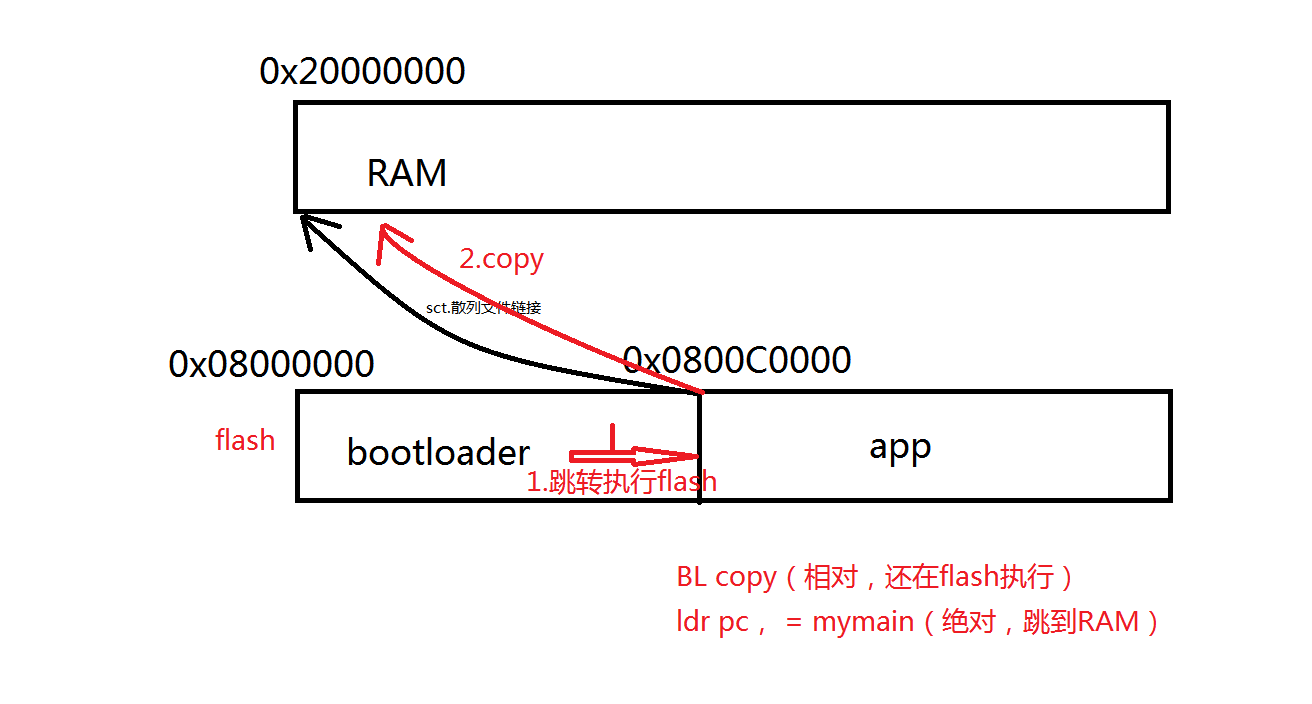 0x20000000
RAM
2.copy
sct.散列文件链接
0x08000000
0x0800C0000
flash
bootloader
app
1.跳转执行flash
BL copy（相对，还在flash执行）
ldr pc， = mymain（绝对，跳到RAM）